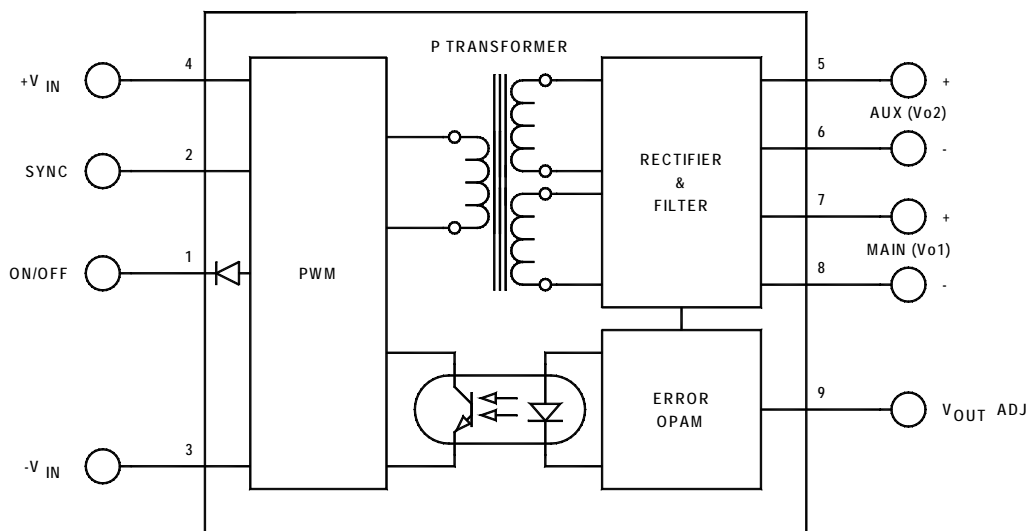 P TRANSFORMER
4
+V IN
2
SYNC
1
ON/OFF
3
-V IN
PWM
RECTIFIER
&
FILTER
ERROR
OPAM
5
+
AUX (Vo2)
6
-
7
+
MAIN (Vo1)
8
-
9
VOUT ADJ